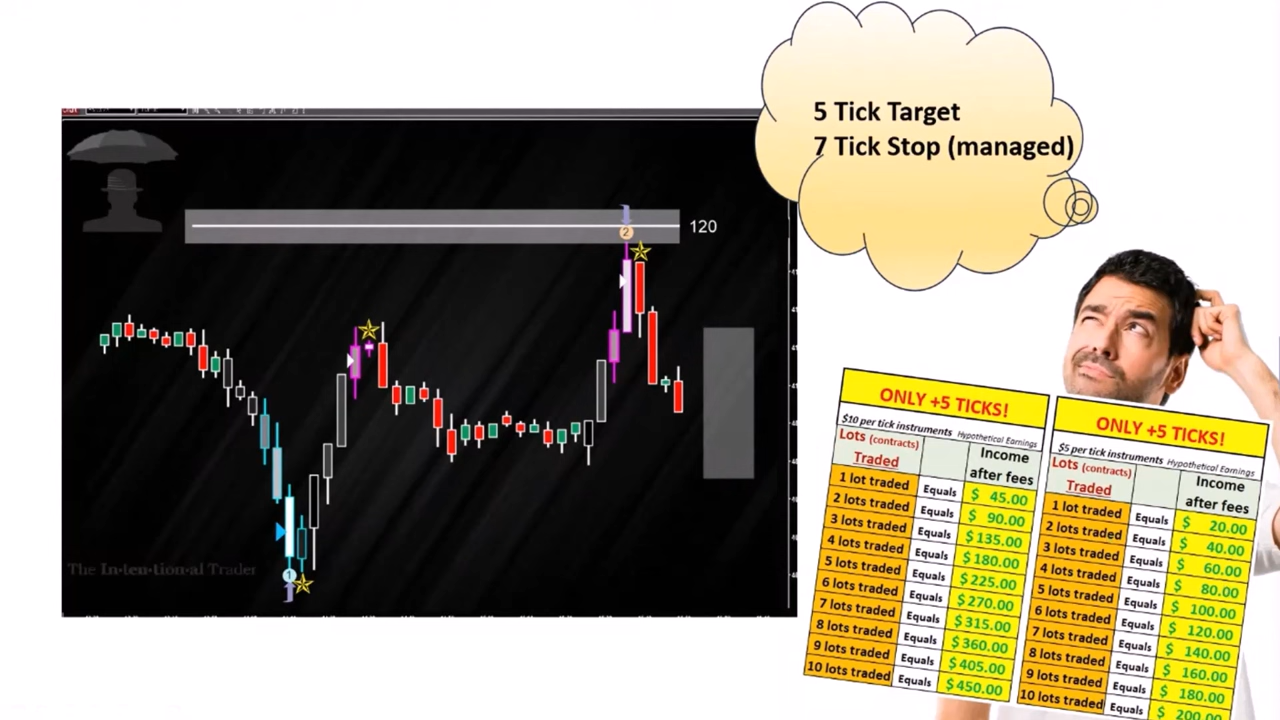 5 Tick Target
7 Tick Stop (managed)
120
2
1
The In•ten•tion•al Trader
ONLY +5 TICKS!
$10 per tick instruments Hypothetical Earnings
Lots (contracts) Traded Income after fees
1 lot traded Equals $ 45.00
2 lots traded Equals $ 90.00
3 lots traded Equals $135.00
4 lots traded Equals $180.00
5 lots traded Equals $225.00
6 lots traded Equals $270.00
7 lots traded Equals $315.00
8 lots traded Equals $360.00
9 lots traded Equals $405.00
10 lots traded Equals $450.00
ONLY +5 TICKS!
$5 per tick instruments Hypothetical Earnings
Lots (contracts) Traded Income after fees
1 lot traded Equals $ 20.00
2 lots traded Equals $ 40.00
3 lots traded Equals $ 60.00
4 lots traded Equals $ 80.00
5 lots traded Equals $ 100.00
6 lots traded Equals $ 120.00
7 lots traded Equals $ 140.00
8 lots traded Equals $ 160.00
9 lots traded Equals $ 180.00
10 lots traded Equals $ 200.00